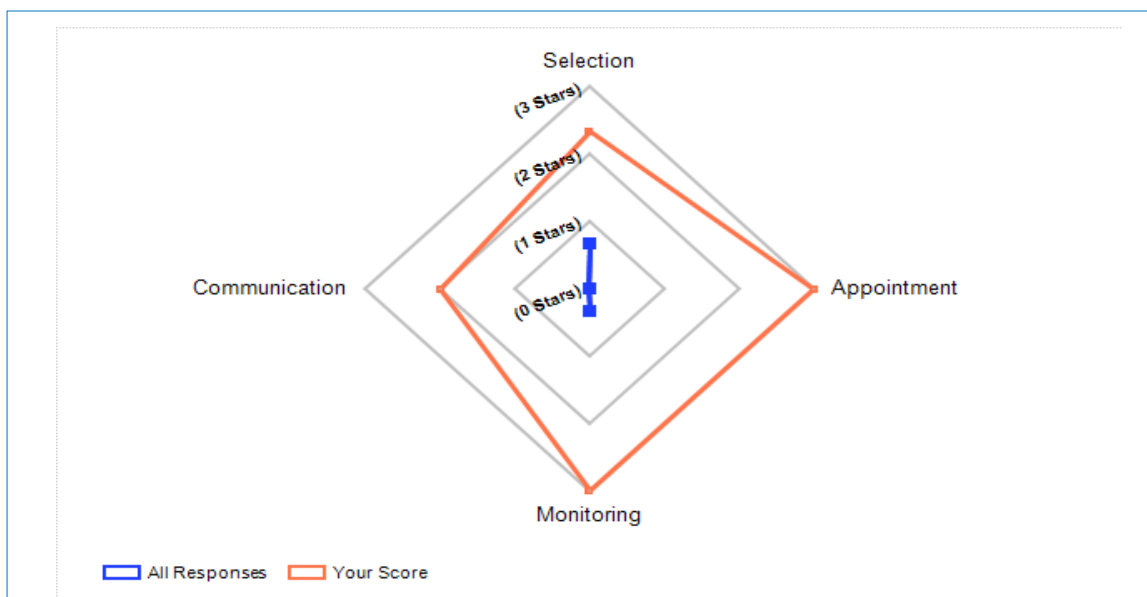 Selection
(3 Stars)
(2 Stars)
(1 Stars)
Communication
(0 Stars)
Appointment
Monitoring
All Responses Your Score